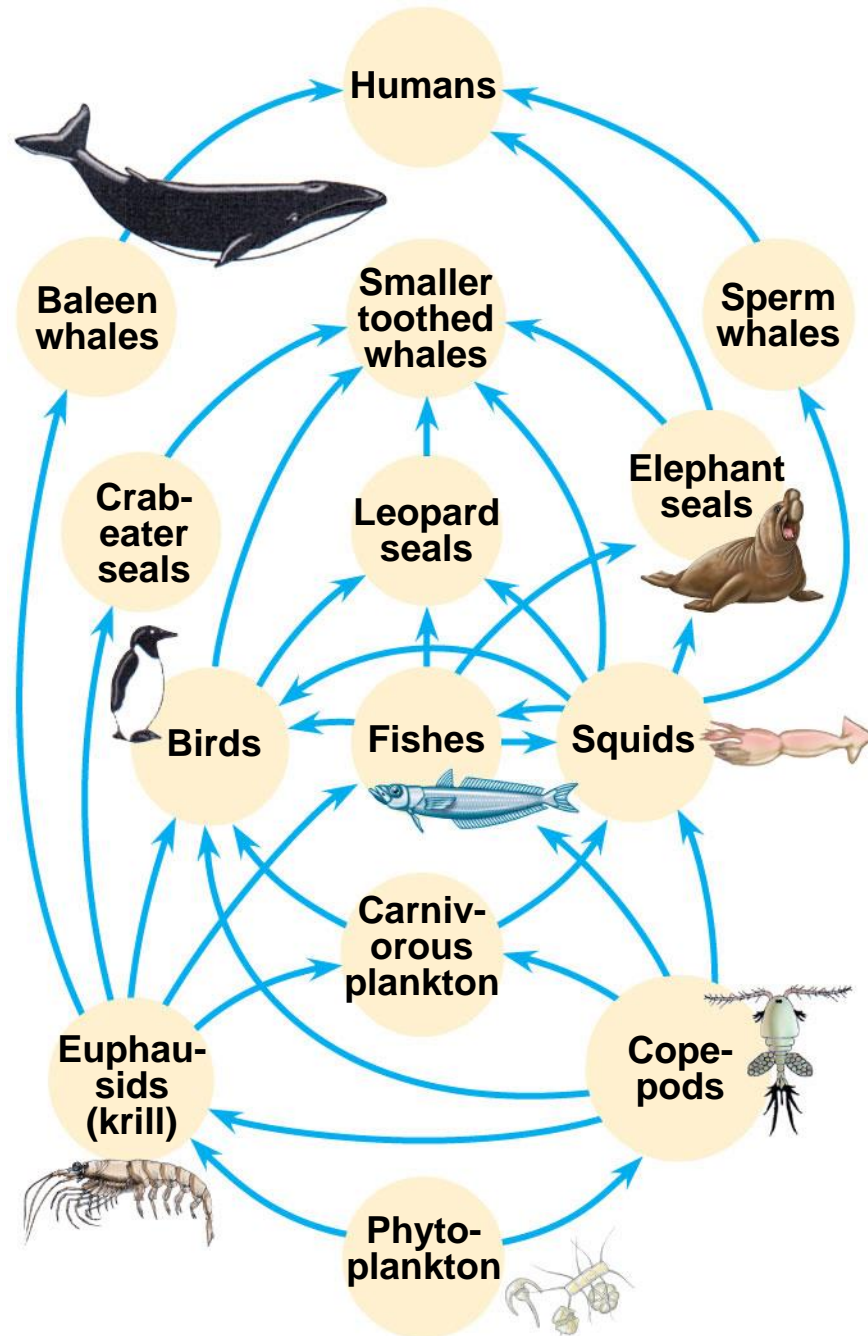 Humans
Baleen
whales
Smaller
toothed
whales
Sperm
whales
Crab-
eater
seals
Leopard
seals
Elephant
seals
Birds
Fishes
Squids
Carniv-
orous
plankton
Euphau-
sids
(krill)
Cope-
pods
Phyto-
plankton